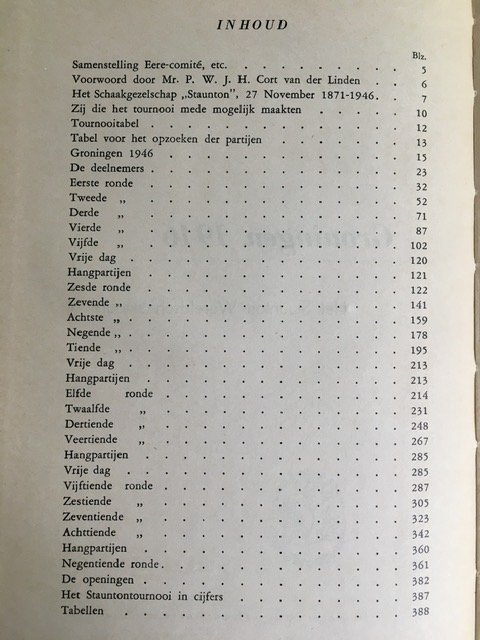 INHOUD
Blz.
Samenstelling Eere-comité, etc. . . . . . . . . 5
Voorwoord door Mr. P. W. J. H. Cort van der Linden . . 6
Het Schaakgezelschap „Staunton”, 27 November 1871-1946. . 7
Zij die het tournooi mede mogelijk maakten . . . . . 10
Tournooitabel . . . . . . . . . . . . 12
Tabel voor het opzoeken der partijen . . . . . . 13
Groningen 1946 . . . . . . . . . . . 15
De deelnemers . . . . . . . . . . . . 23
Eerste ronde . . . . . . . . . . . . 32
Tweede „ . . . . . . . . . . . . 52
Derde „ . . . . . . . . . . . . 71
Vierde „ . . . . . . . . . . . . 87
Vijfde „ . . . . . . . . . . . . 102
Vrije dag . . . . . . . . . . . . . 120
Hangpartijen . . . . . . . . . . . . 121
Zesde ronde . . . . . . . . . . . . 122
Zevende „ . . . . . . . . . . . . 141
Achtste „ . . . . . . . . . . . . 159
Negende „ . . . . . . . . . . . . 178
Tiende „ . . . . . . . . . . . . 195
Vrije dag . . . . . . . . . . . . . 213
Hangpartijen . . . . . . . . . . . . 213
Elfde ronde . . . . . . . . . . . 214
Twaalfde „ . . . . . . . . . . . 231
Dertiende „ . . . . . . . . . . . 248
Veertiende „ . . . . . . . . . . . 267
Hangpartijen . . . . . . . . . . . . 285
Vrije dag . . . . . . . . . . . . . 285
Vijftiende ronde . . . . . . . . . . . 287
Zestiende „ . . . . . . . . . . . 305
Zeventiende „ . . . . . . . . . . . 323
Achttiende „ . . . . . . . . . . . 342
Hangpartijen . . . . . . . . . . . . 360
Negentiende ronde . . . . . . . . . . . 361
De openingen . . . . . . . . . . . . 382
Het Stauntontournooi in cijfers . . . . . . . . 387
Tabellen . . . . . . . . . . . . . 388